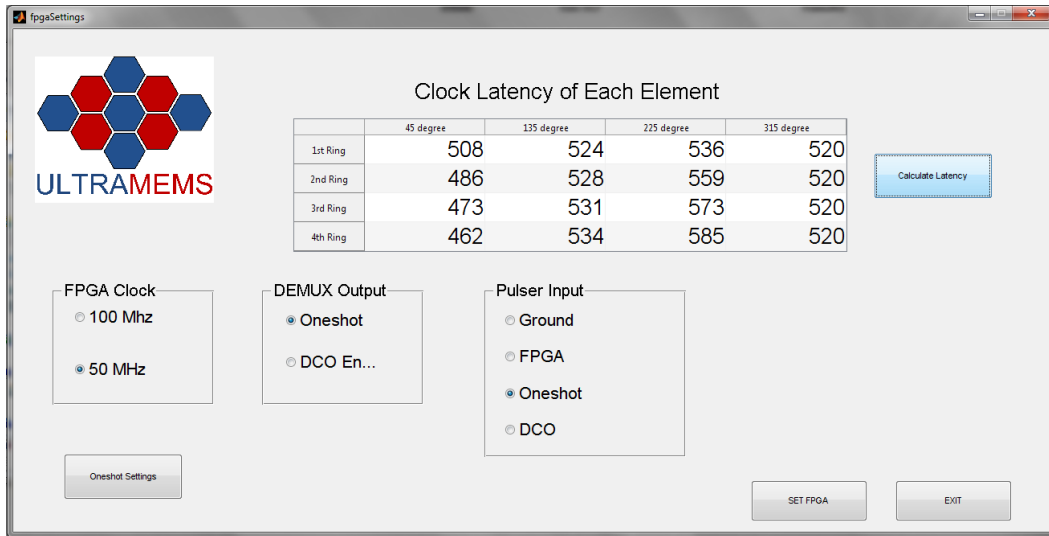 fpgaSettings
ULTRAMEMS
Clock Latency of Each Element
45 degree 135 degree 225 degree 315 degree
1st Ring 508 524 536 520
2nd Ring 486 528 559 520
3rd Ring 473 531 573 520
4th Ring 462 534 585 520
Calculate Latency
FPGA Clock
100 Mhz
50 MHz
DEMUX Output
Oneshot
DCO En...
Pulser Input
Ground
FPGA
Oneshot
DCO
Oneshot Settings
SET FPGA
EXIT